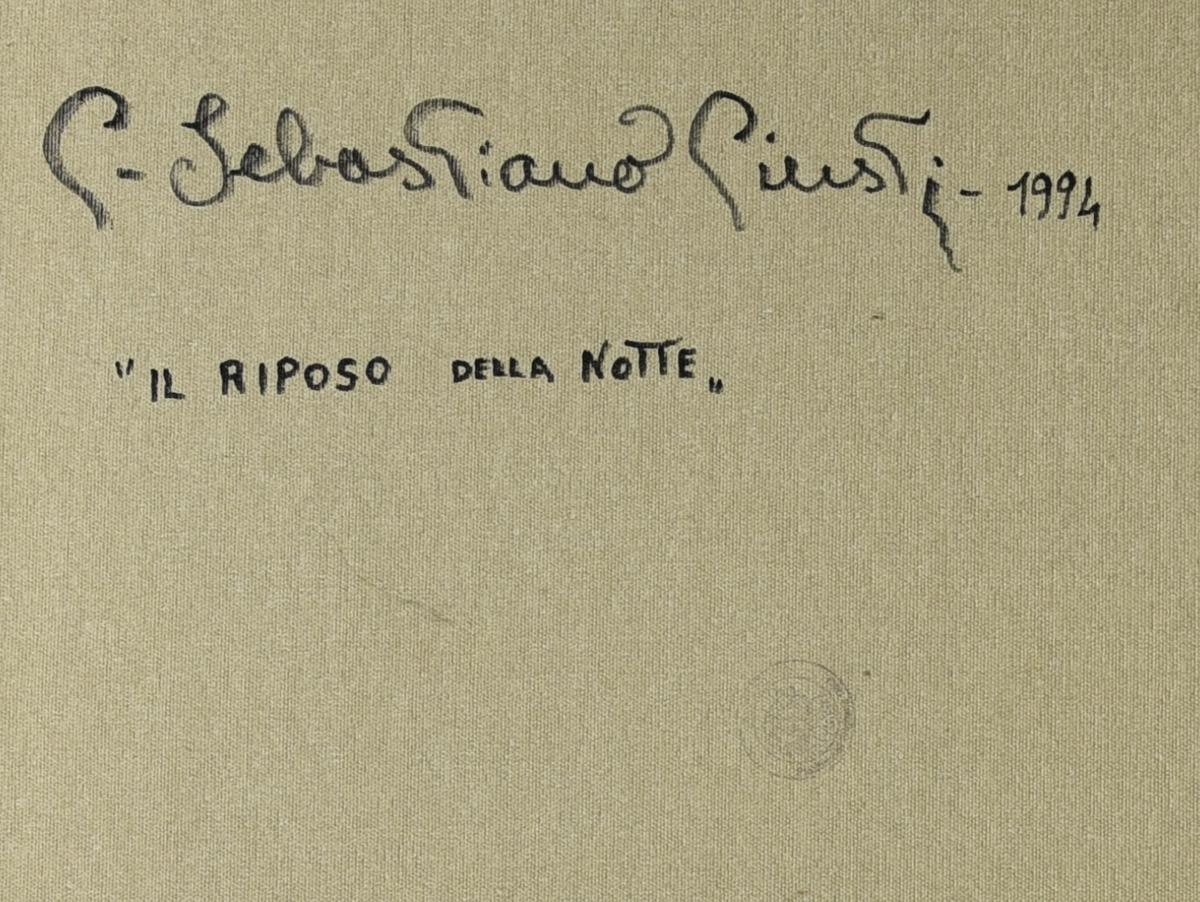 G- Sebastiano Giusti - 1994
"IL RIPOSO DELLA NOTTE„